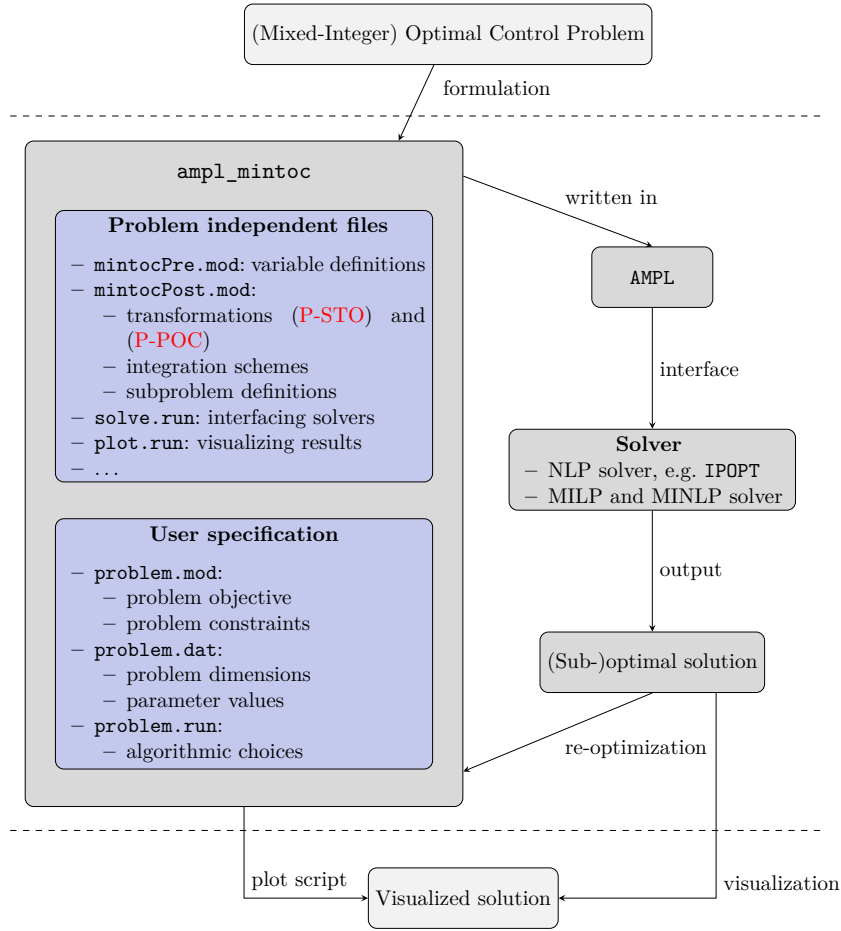 (Mixed-Integer) Optimal Control Problem
formulation
ampl_mintoc
Problem independent files
– mintocPre.mod: variable definitions
– mintocPost.mod:
– transformations (P-STO) and
(P-POC)
– integration schemes
– subproblem definitions
– solve.run: interfacing solvers
– plot.run: visualizing results
– ...
User specification
– problem.mod:
– problem objective
– problem constraints
– problem.dat:
– problem dimensions
– parameter values
– problem.run:
– algorithmic choices
written in
AMPL
interface
Solver
– NLP solver, e.g. IPOPT
– MILP and MINLP solver
output
(Sub-)optimal solution
re-optimization
plot script
visualization
Visualized solution